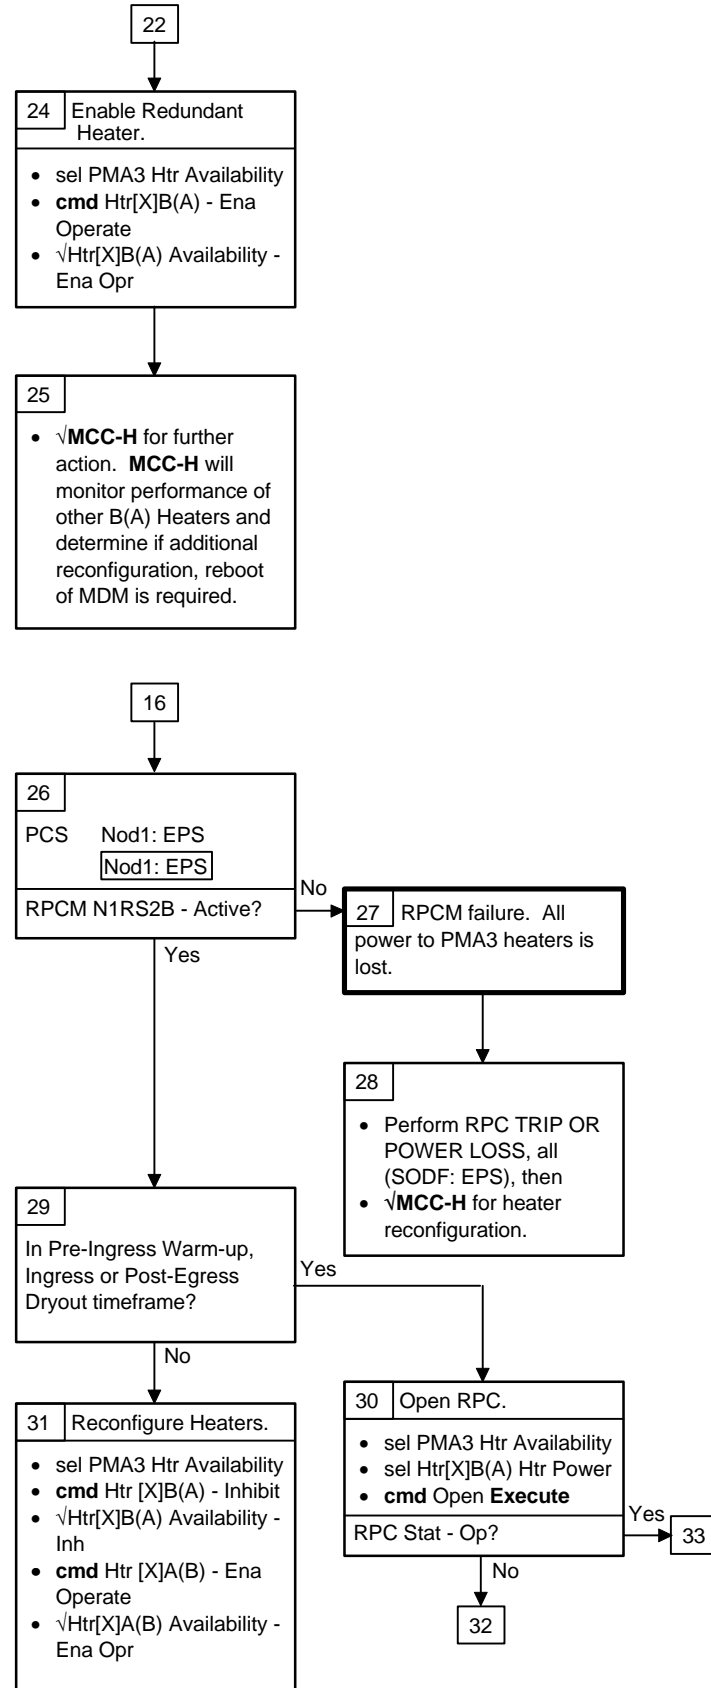 22
24 Enable Redundant
Heater.
• sel PMA3 Htr Availability
• cmd Htr[X]B(A) - Ena
Operate
• √Htr[X]B(A) Availability -
Ena Opr
25
• √MCC-H for further
action. MCC-H will
monitor performance of
other B(A) Heaters and
determine if additional
reconfiguration, reboot
of MDM is required.
16
26
PCS Nod1: EPS
Nod1: EPS
RPCM N1RS2B - Active?
No
Yes
27 RPCM failure. All
power to PMA3 heaters is
lost.
28
• Perform RPC TRIP OR
POWER LOSS, all
(SODF: EPS), then
• √MCC-H for heater
reconfiguration.
29
In Pre-Ingress Warm-up,
Ingress or Post-Egress
Dryout timeframe?
Yes
No
30 Open RPC.
• sel PMA3 Htr Availability
• sel Htr[X]B(A) Htr Power
• cmd Open Execute
RPC Stat - Op?
Yes
33
No
32
31 Reconfigure Heaters.
• sel PMA3 Htr Availability
• cmd Htr [X]B(A) - Inhibit
• √Htr[X]B(A) Availability -
Inh
• cmd Htr [X]A(B) - Ena
Operate
• √Htr[X]A(B) Availability -
Ena Opr